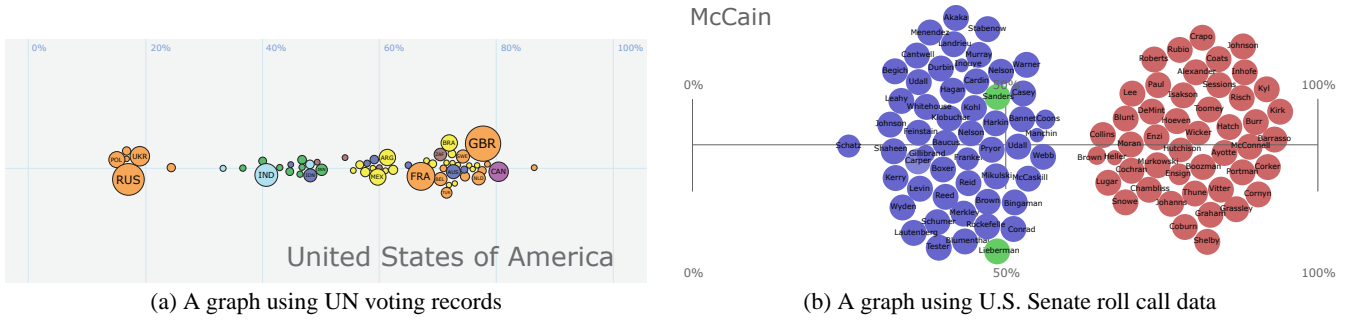 0% 20% 40% 60% 80% 100%
BRA
GBR
POL UKR
ARG
SWE
RUS
IND
MEX
FRA
AUS
CAN
BEL
NLD
United States of America
(a) A graph using UN voting records
McCain
Akaka
Stabenow
Menendez
Landrieu
Cantwell
Murray
Inouye
Durbin
Begich
Nelson
Warner
Udall
Cardin
Hagan
50%
Sanders
Casey
Leahy
Whitehouse
Kohl
Klobuchar
Johnson
Harkin
Bennet
Coons
Feinstein
Nelson
Manchin
Shaheen
Baucus
Schatz
Gillibrand
Pryor
Udall
Carper
Franken
Webb
Boxer
Kerry
Mikulski
McCaskill
Levin
Reid
Wyden
Reed
Brown
Bingaman
Merkley
Schumer
Rockefelle
Conrad
Lautenberg
Tester
Blumenthal
Lieberman
Crapo
Rubio
Johnson
Roberts
Coats
Alexander
Inhofe
Paul
Sessions
Lee
Isakson
Risch
Kyl
DeMint
Toomey
Kirk
Blunt
Hoeven
Hatch
Burr
Collins
Enzi
Wicker
Barrasso
Moran
Hutchison
McConnell
Brown
Heller
Murkowski
Ayotte
Cochran
Ensign
Boozman
Portman
Corker
Lugar
Chambliss
Thune
Vitter
Cornyn
Snowe
Johanns
Grassley
Coburn
Graham
Shelby
0% 100%
0% 50% 100%
(b) A graph using U.S. Senate roll call data